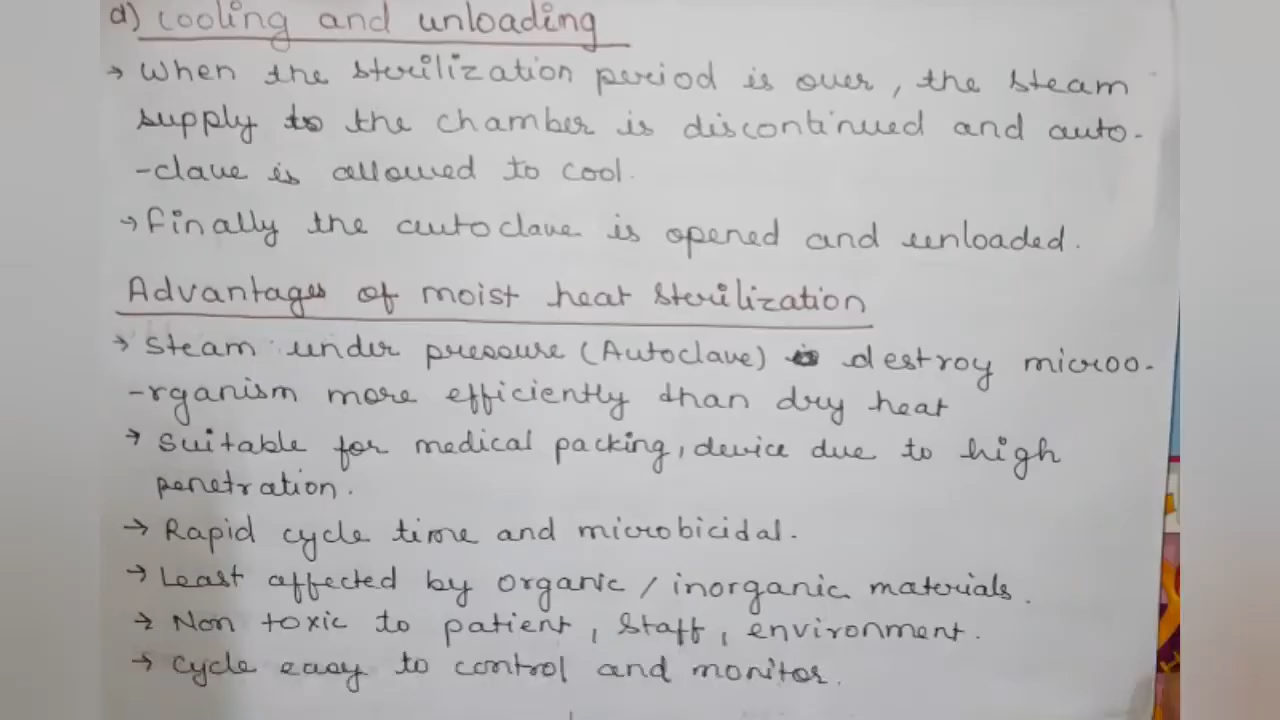 d) Cooling and unloading
→ When the sterilization period is over, the steam
supply to the chamber is discontinued and auto-
-clave is allowed to cool.
→ Finally the autoclave is opened and unloaded.
Advantages of moist heat sterilization
→ Steam under pressure (Autoclave) destroy microo-
-rganism more efficiently than dry heat
→ Suitable for medical packing, device due to high
penetration.
→ Rapid cycle time and microbicidal.
→ Least affected by organic / inorganic materials.
→ Non toxic to patient, staff, environment.
→ Cycle easy to control and monitor.